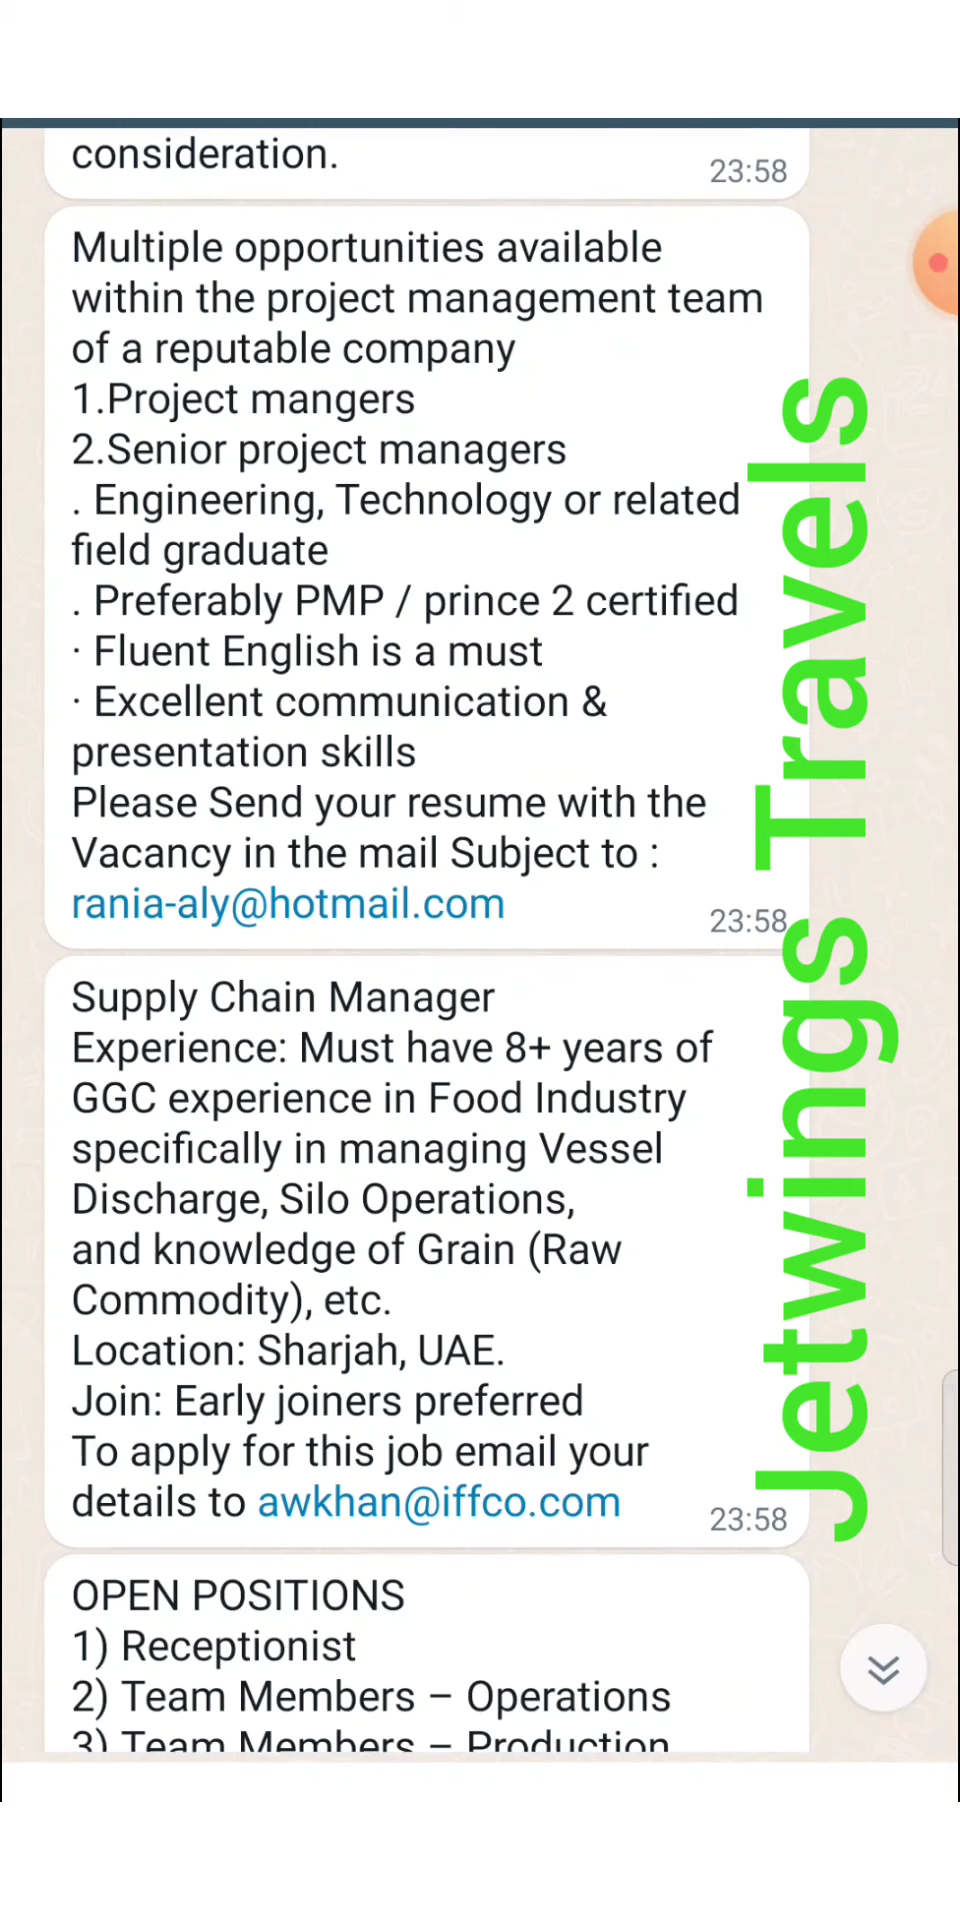 consideration.
23:58
Multiple opportunities available
within the project management team
of a reputable company
1.Project mangers
2.Senior project managers
. Engineering, Technology or related
field graduate
. Preferably PMP / prince 2 certified
· Fluent English is a must
· Excellent communication &
presentation skills
Please Send your resume with the
Vacancy in the mail Subject to :
rania-aly@hotmail.com
23:58
Supply Chain Manager
Experience: Must have 8+ years of
GGC experience in Food Industry
specifically in managing Vessel
Discharge, Silo Operations,
and knowledge of Grain (Raw
Commodity), etc.
Location: Sharjah, UAE.
Join: Early joiners preferred
To apply for this job email your
details to awkhan@iffco.com
23:58
OPEN POSITIONS
1) Receptionist
2) Team Members – Operations
3) Team Members – Production
Jetwings Travels